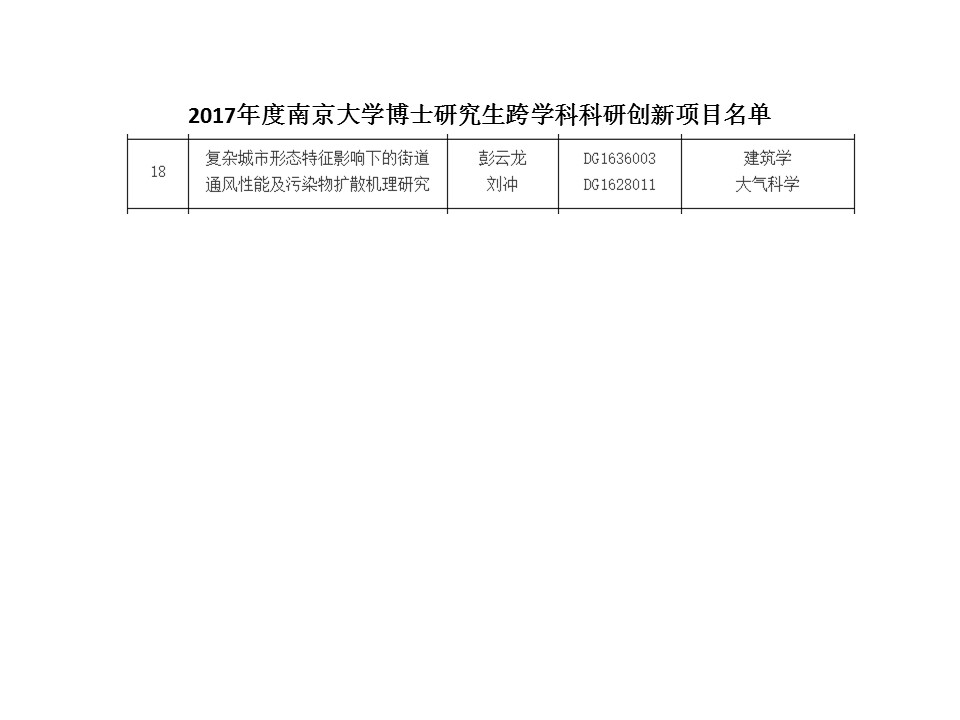 2017年度南京大学博士研究生跨学科科研创新项目名单
18
复杂城市形态特征影响下的街道
通风性能及污染物扩散机理研究
彭云龙
刘冲
DG1636003
DG1628011
建筑学
大气科学